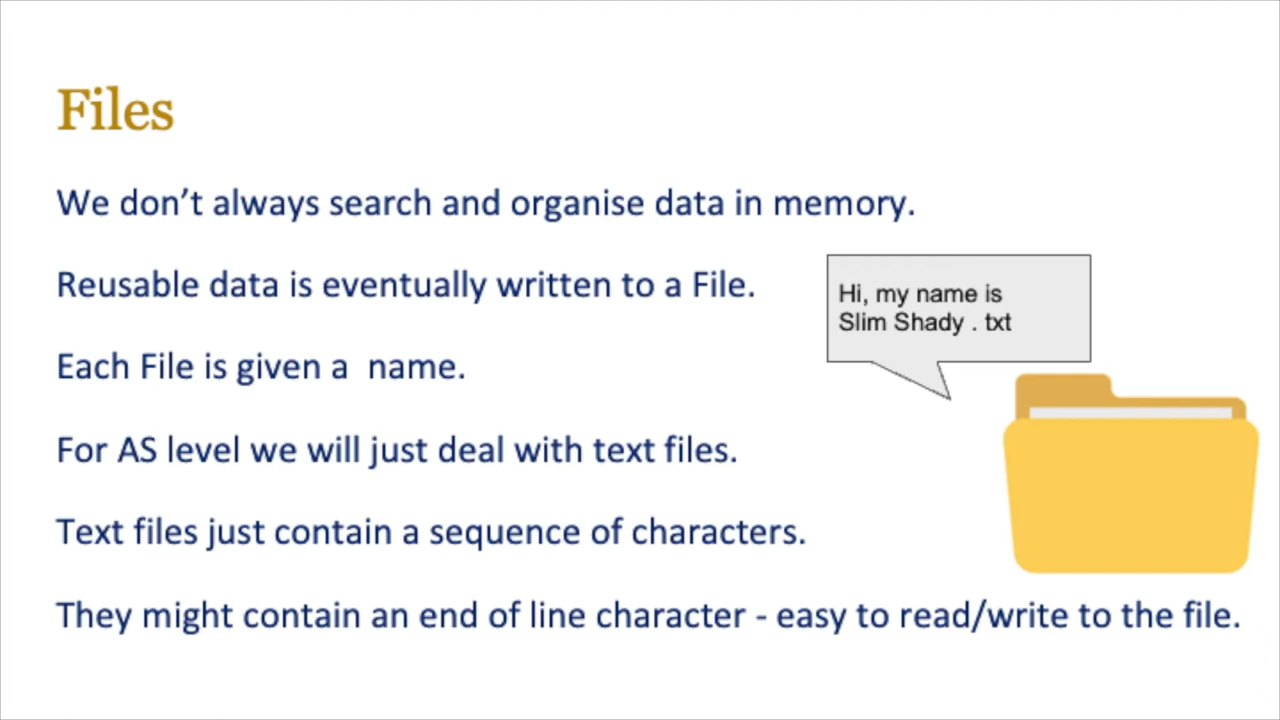 Files
We don’t always search and organise data in memory.
Reusable data is eventually written to a File.
Hi, my name is
Slim Shady . txt
Each File is given a  name.
For AS level we will just deal with text files.
Text files just contain a sequence of characters.
They might contain an end of line character - easy to read/write to the file.